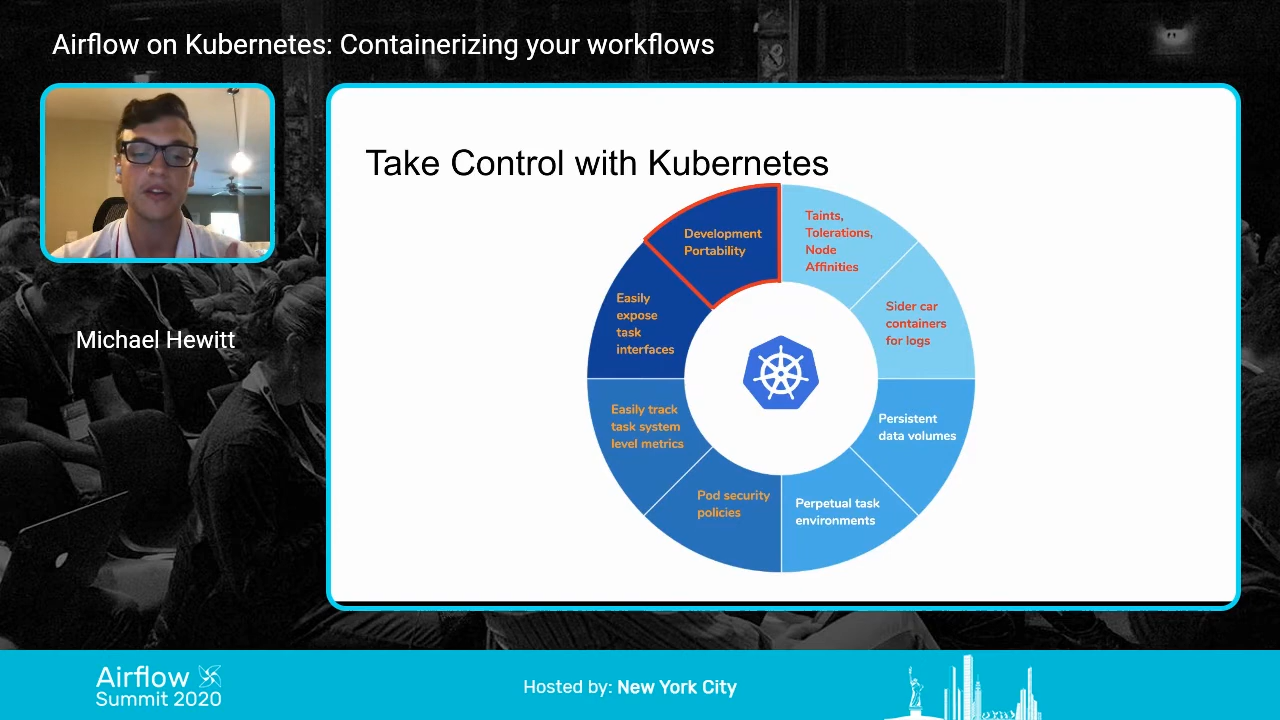 Airflow on Kubernetes: Containerizing your workflows
Michael Hewitt
Take Control with Kubernetes
Development
Portability
Taints,
Tolerations,
Node
Affinities
Sider car
containers
for logs
Persistent
data volumes
Perpetual task
environments
Pod security
policies
Easily track
task system
level metrics
Easily
expose
task
interfaces
Airflow
Summit 2020
Hosted by: New York City